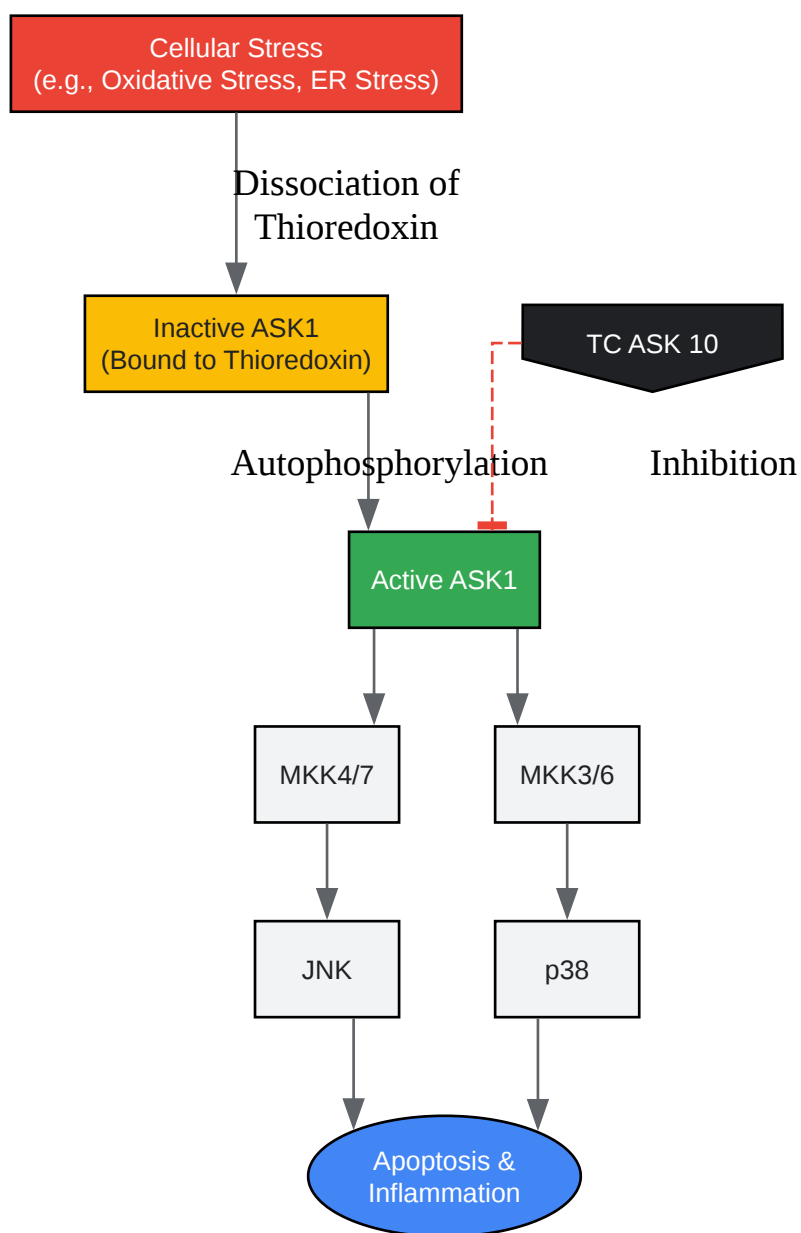 Cellular Stress
(e.g., Oxidative Stress, ER Stress)
Dissociation of
Thioredoxin
Inactive ASK1
(Bound to Thioredoxin)
TC ASK 10
Autophosphorylation
Inhibition
Active ASK1
MKK4/7
MKK3/6
JNK
p38
Apoptosis &
Inflammation